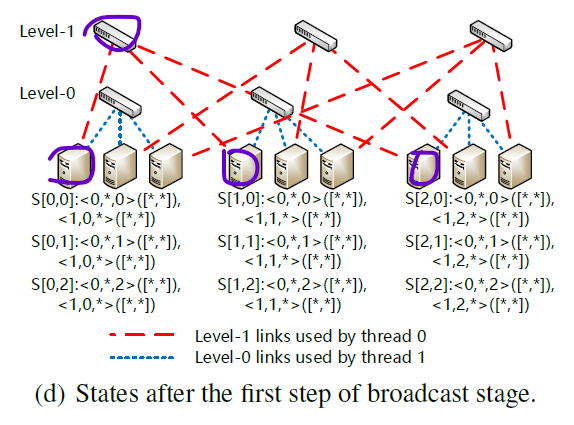 Level-1
Level-0
S[0,0]:<0,*,0>([*,*]), S[1,0]:<0,*,0>([*,*]), S[2,0]:<0,*,0>([*,*]),
<1,0,*>([*,*]) <1,1,*>([*,*]) <1,2,*>([*,*])
S[0,1]:<0,*,1>([*,*]), S[1,1]:<0,*,1>([*,*]), S[2,1]:<0,*,1>([*,*]),
<1,0,*>([*,*]) <1,1,*>([*,*]) <1,2,*>([*,*])
S[0,2]:<0,*,2>([*,*]), S[1,2]:<0,*,2>([*,*]), S[2,2]:<0,*,2>([*,*]),
<1,0,*>([*,*]) <1,1,*>([*,*]) <1,2,*>([*,*])
Level-1 links used by thread 0
Level-0 links used by thread 1
(d) States after the first step of broadcast stage.